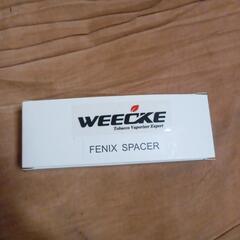 WEECKE
Tobacco Vaporizer Expert
FENIX SPACER